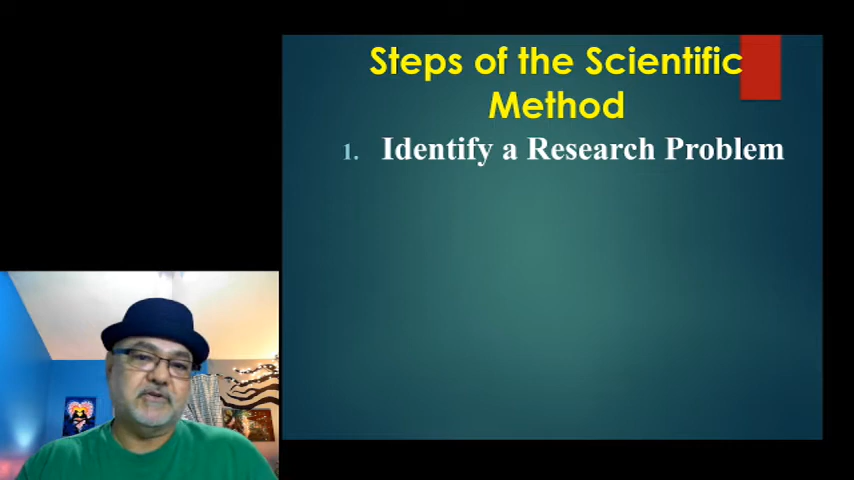 Steps of the Scientific
Method
1. Identify a Research Problem